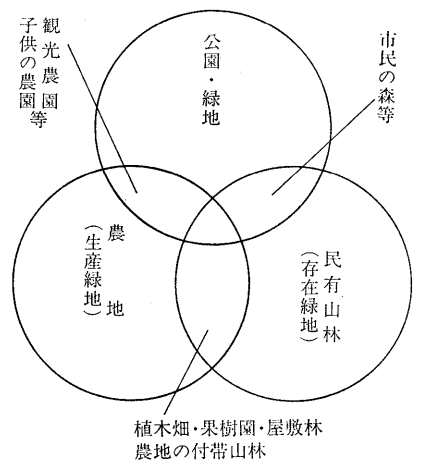 観光農園
子供の農園等
公園・緑地
市民の森等
農地
(生産緑地)
民有山林
(存在緑地)
植木畑・果樹園・屋敷林
農地の付帯山林